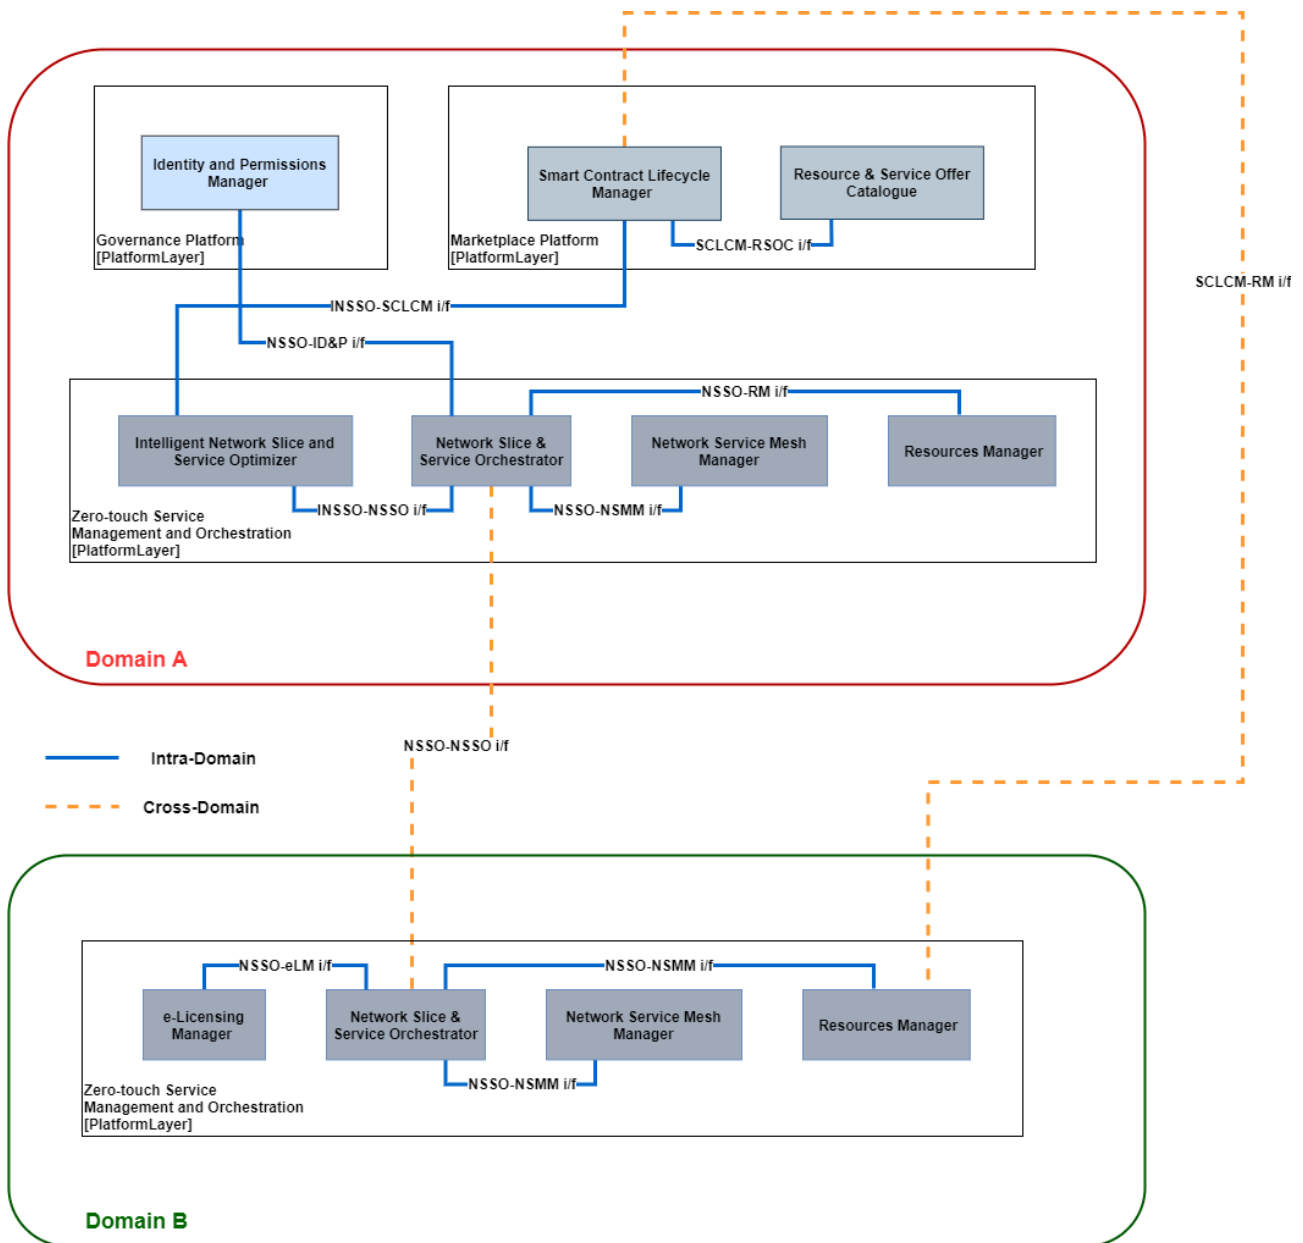 Identity and Permissions
Manager
Governance Platform
[PlatformLayer]
Smart Contract Lifecycle
Manager
Resource & Service Offer
Catalogue
SCLCM-RSOC i/f
Marketplace Platform
[PlatformLayer]
SCLCM-RM i/f
INSSO-SCLCM i/f
NSSO-ID&P i/f
NSSO-RM i/f
Intelligent Network Slice and
Service Optimizer
Network Slice &
Service Orchestrator
Network Service Mesh
Manager
Resources Manager
INSSO-NSSO i/f
NSSO-NSMM i/f
Zero-touch Service
Management and Orchestration
[PlatformLayer]
Domain A
NSSO-NSSO i/f
Intra-Domain
Cross-Domain
NSSO-eLM i/f
NSSO-NSMM i/f
e-Licensing
Manager
Network Slice &
Service Orchestrator
Network Service Mesh
Manager
Resources Manager
NSSO-NSMM i/f
Zero-touch Service
Management and Orchestration
[PlatformLayer]
Domain B